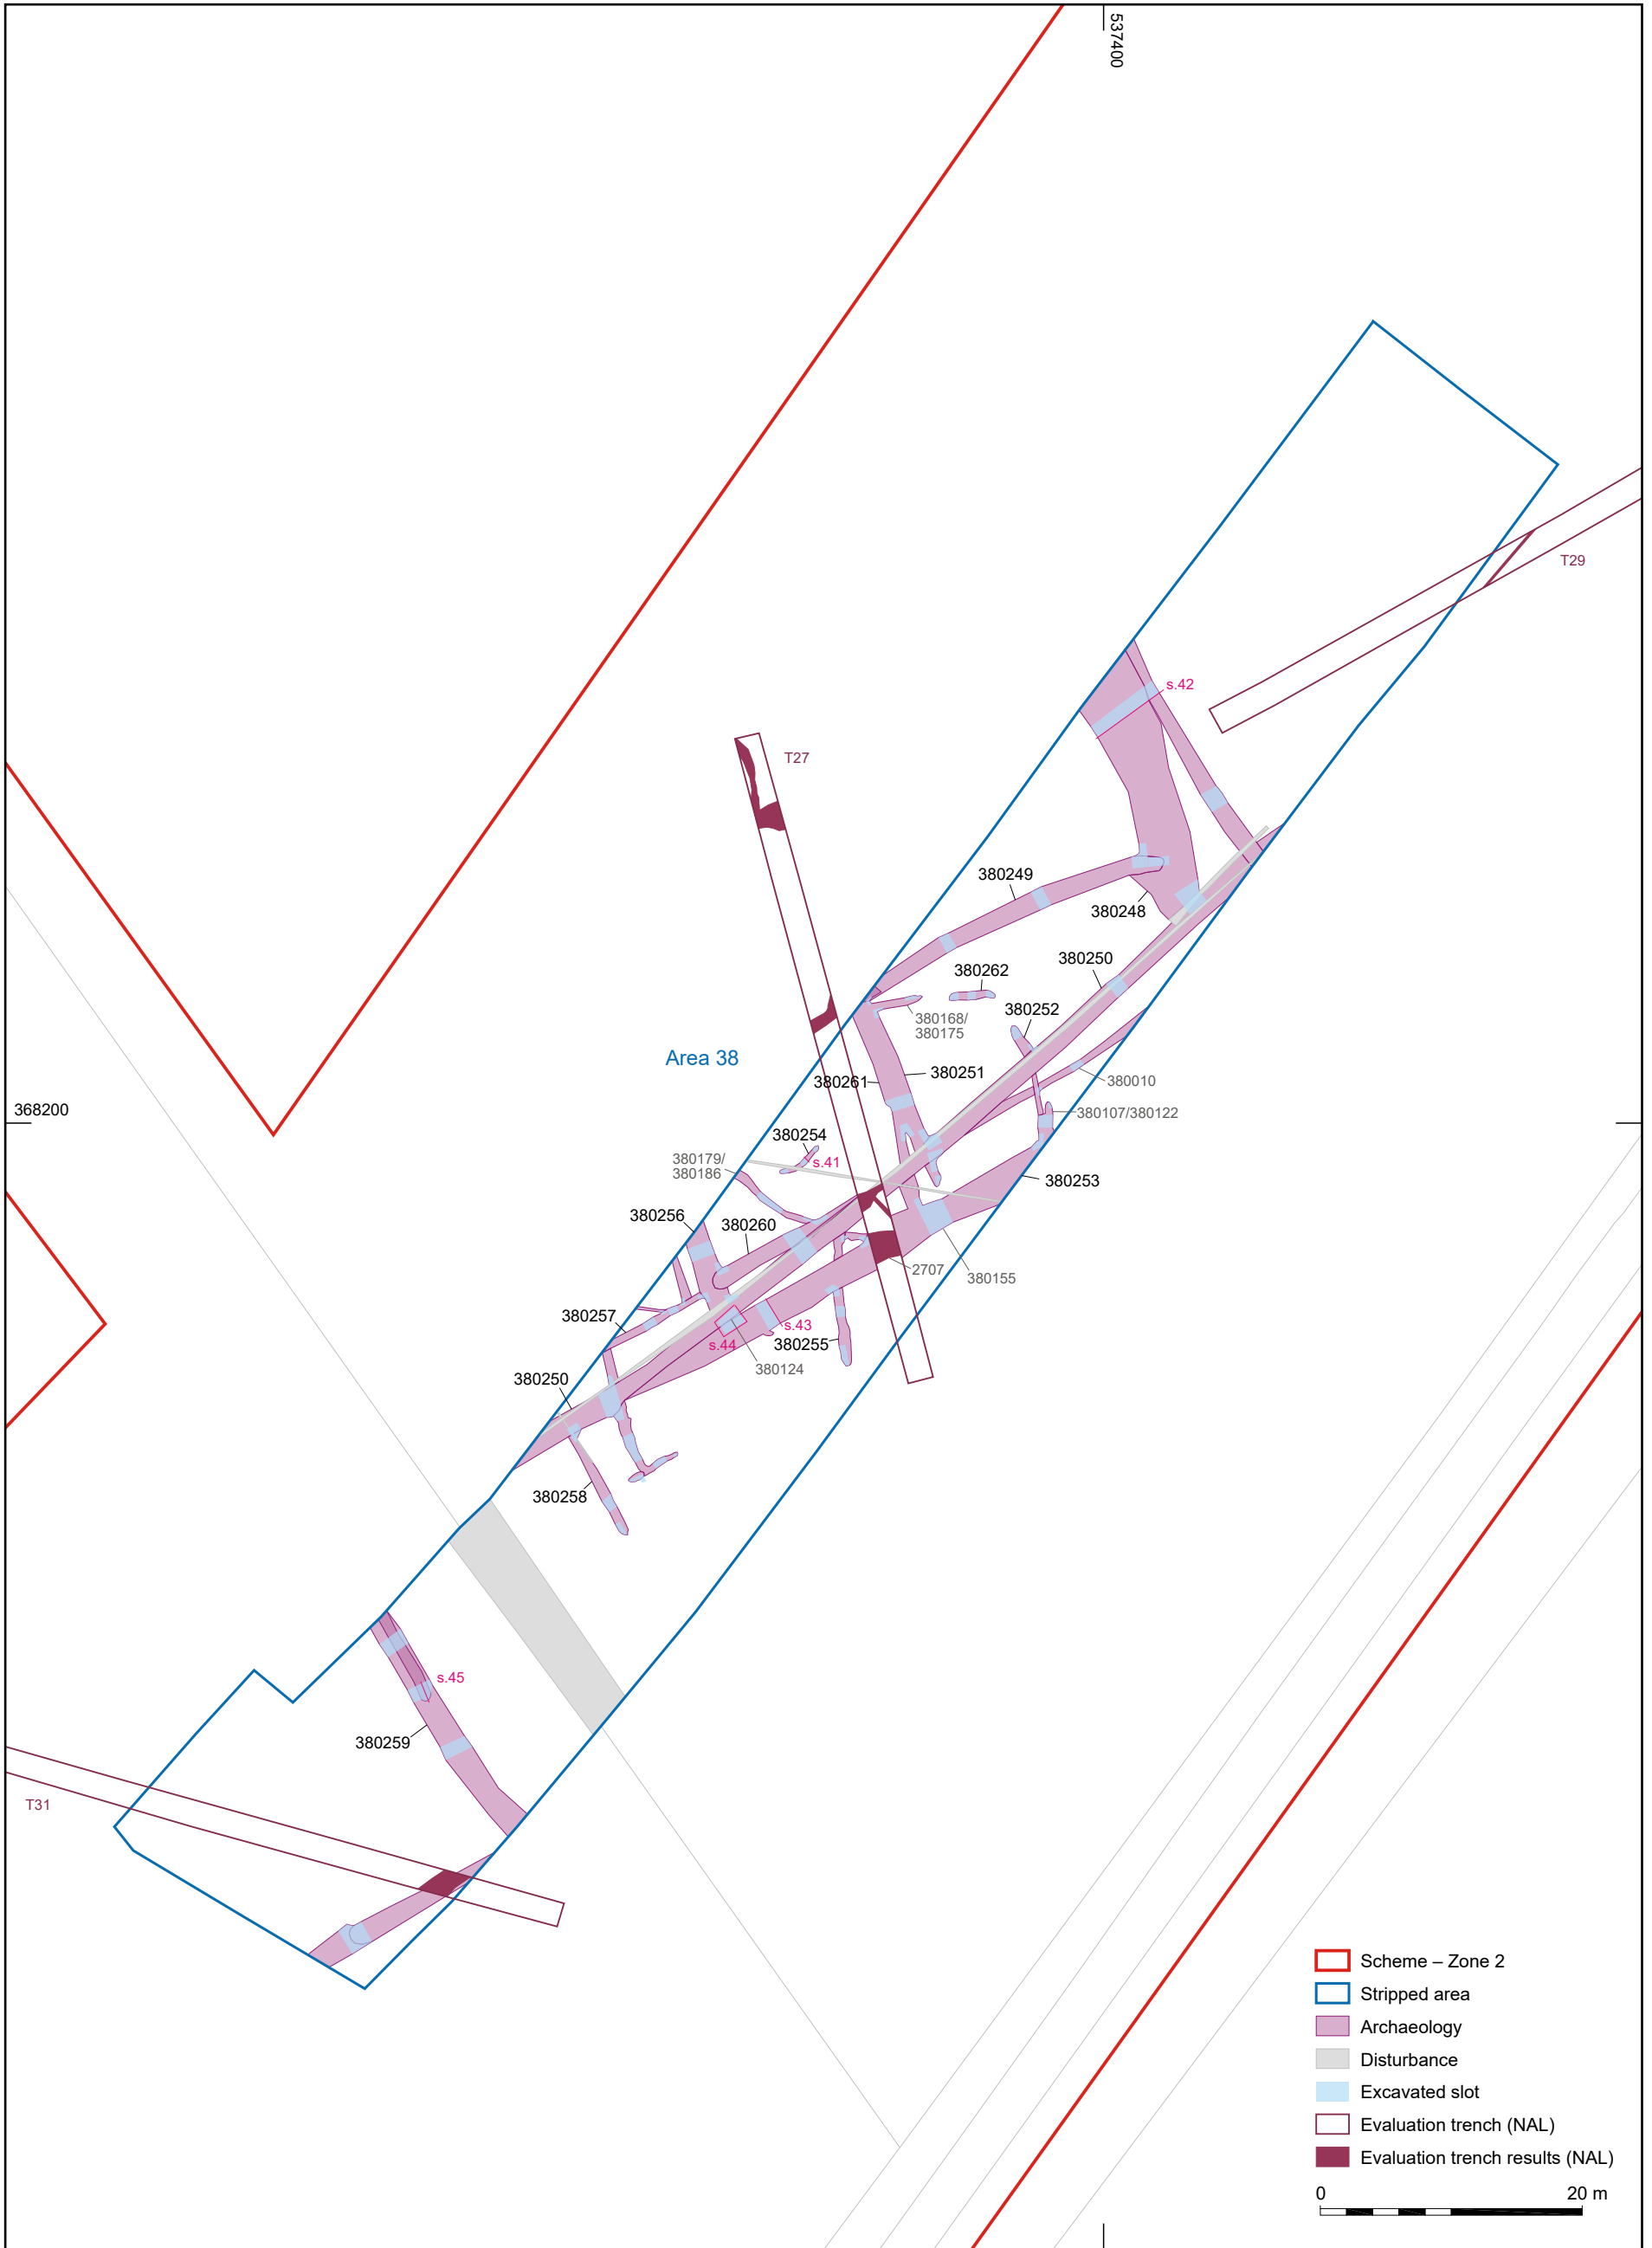 537400
T29
s.42
T27
380249
380248
380250
380262
380252
380168/
380175
Area 38
380261
380251
380010
368200
380107/380122
380254
s.41
380179/
380186
380253
380256
380260
2707
380155
380257
s.43
s.44
380255
380124
380250
380258
s.45
380259
T31
Scheme – Zone 2
Stripped area
Archaeology
Disturbance
Excavated slot
Evaluation trench (NAL)
Evaluation trench results (NAL)
0 20 m